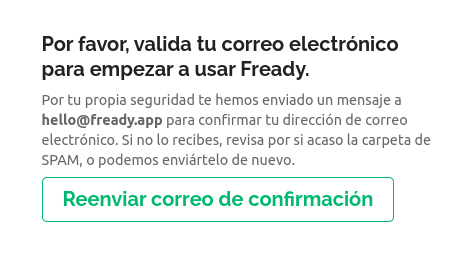 Por favor, valida tu correo electrónico
para empezar a usar Fready.
Por tu propia seguridad te hemos enviado un mensaje a
hello@fready.app para confirmar tu dirección de correo
electrónico. Si no lo recibes, revisa por si acaso la carpeta de
SPAM, o podemos enviártelo de nuevo.
Reenviar correo de confirmación